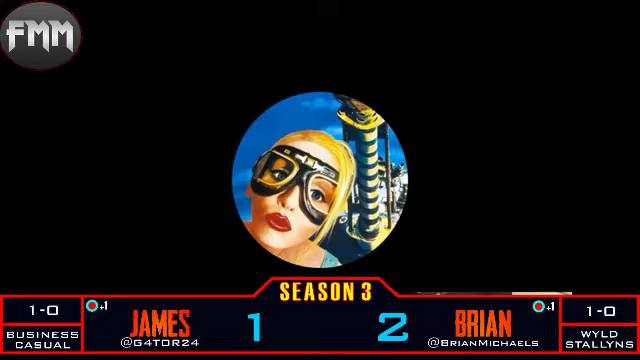 FMM
SEASON 3
1-0
BUSINESS
CASUAL
+1
JAMES
@G4TOR24
1
2
BRIAN
@BrianMichaels
+1
1-0
WYLD
STALLYNS